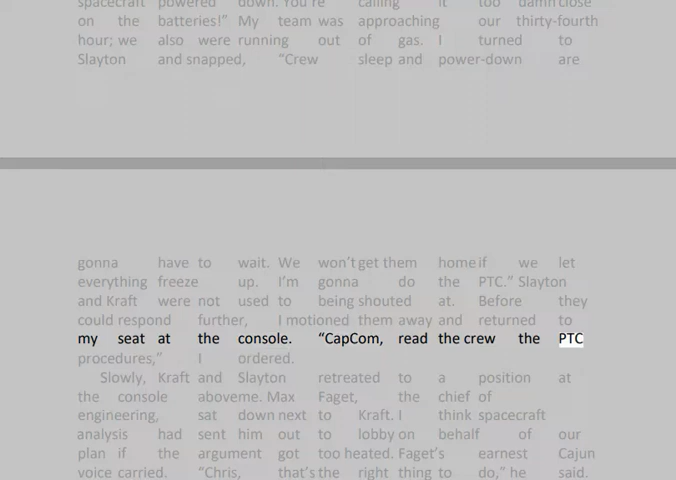 spacecraft powered down. You're calling it too damn close
on the batteries!” My team was approaching our thirty-fourth
hour; we also were running out of gas. I turned to
Slayton and snapped, “Crew sleep and power-down are
gonna have to wait. We won't get them home if we let
everything freeze up. I'm gonna do the PTC.” Slayton
and Kraft were not used to being shouted at. Before they
could respond further, I motioned them away and returned to
my seat at the console. “CapCom, read the crew the PTC
procedures,” I ordered.
Slowly, Kraft and Slayton retreated to a position at
the console aboveme. Max Faget, the chief of
engineering, sat down next to Kraft. I think spacecraft
analysis had sent him out to lobby on behalf of our
plan if the argument got too heated. Faget's earnest Cajun
voice carried. “Chris, that's the right thing to do,” he said.